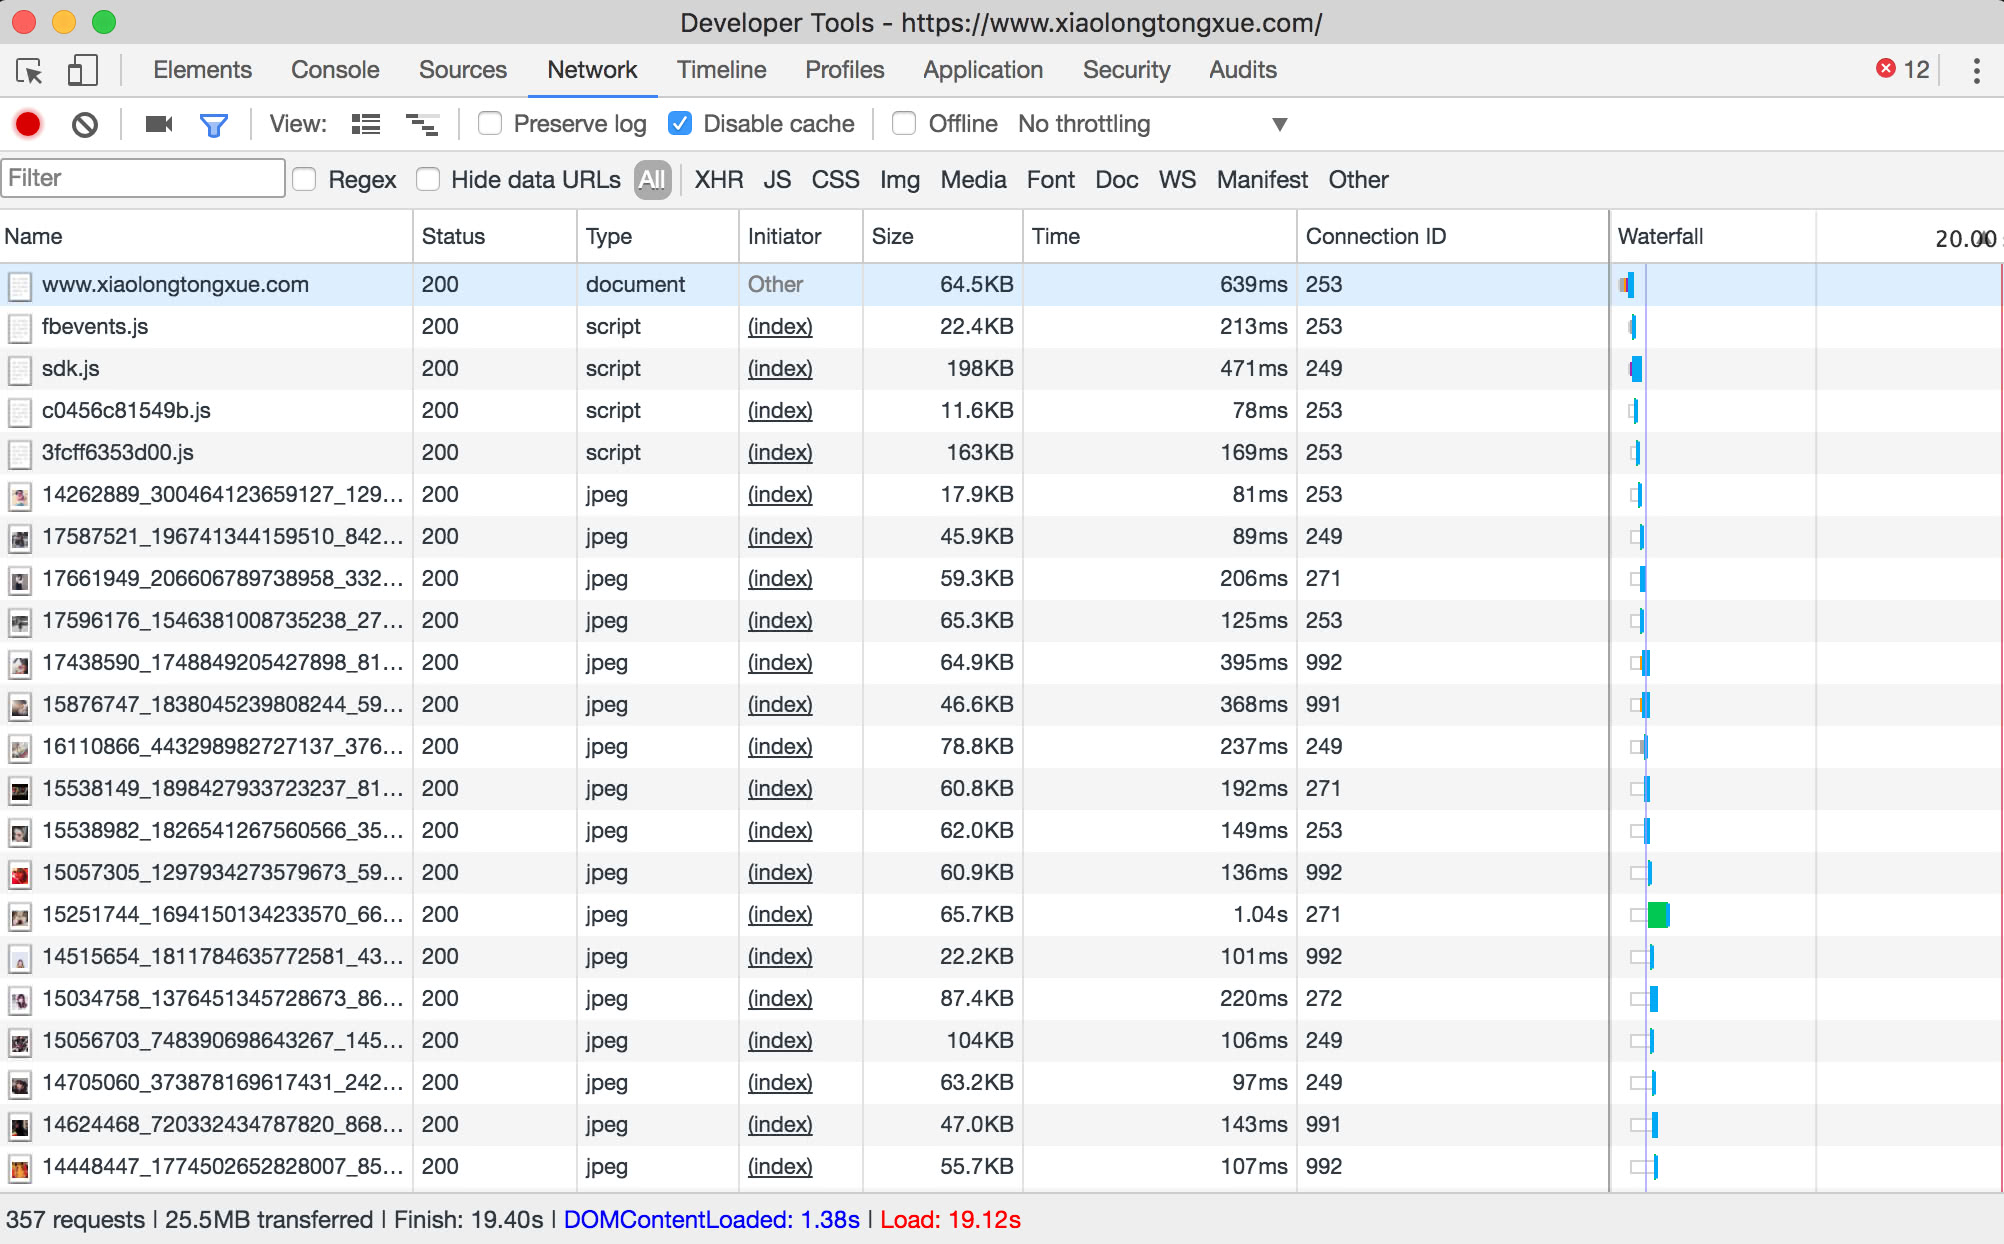 Developer Tools - https://www.xiaolongtongxue.com/
Elements Console Sources Network Timeline Profiles Application Security Audits 12
View: Preserve log Disable cache Offline No throttling
Filter Regex Hide data URLs All XHR JS CSS Img Media Font Doc WS Manifest Other
Name Status Type Initiator Size Time Connection ID Waterfall 20.00 s
www.xiaolongtongxue.com 200 document Other 64.5KB 639ms 253
fbevents.js 200 script (index) 22.4KB 213ms 253
sdk.js 200 script (index) 198KB 471ms 249
c0456c81549b.js 200 script (index) 11.6KB 78ms 253
3fcff6353d00.js 200 script (index) 163KB 169ms 253
14262889_300464123659127_129... 200 jpeg (index) 17.9KB 81ms 253
17587521_196741344159510_842... 200 jpeg (index) 45.9KB 89ms 249
17661949_206606789738958_332... 200 jpeg (index) 59.3KB 206ms 271
17596176_1546381008735238_27... 200 jpeg (index) 65.3KB 125ms 253
17438590_1748849205427898_81... 200 jpeg (index) 64.9KB 395ms 992
15876747_1838045239808244_59... 200 jpeg (index) 46.6KB 368ms 991
16110866_443298982727137_376... 200 jpeg (index) 78.8KB 237ms 249
15538149_1898427933723237_81... 200 jpeg (index) 60.8KB 192ms 271
15538982_1826541267560566_35... 200 jpeg (index) 62.0KB 149ms 253
15057305_1297934273579673_59... 200 jpeg (index) 60.9KB 136ms 992
15251744_1694150134233570_66... 200 jpeg (index) 65.7KB 1.04s 271
14515654_1811784635772581_43... 200 jpeg (index) 22.2KB 101ms 992
15034758_1376451345728673_86... 200 jpeg (index) 87.4KB 220ms 272
15056703_748390698643267_145... 200 jpeg (index) 104KB 106ms 249
14705060_373878169617431_242... 200 jpeg (index) 63.2KB 97ms 249
14624468_720332434787820_868... 200 jpeg (index) 47.0KB 143ms 991
14448447_1774502652828007_85... 200 jpeg (index) 55.7KB 107ms 992
357 requests | 25.5MB transferred | Finish: 19.40s | DOMContentLoaded: 1.38s | Load: 19.12s